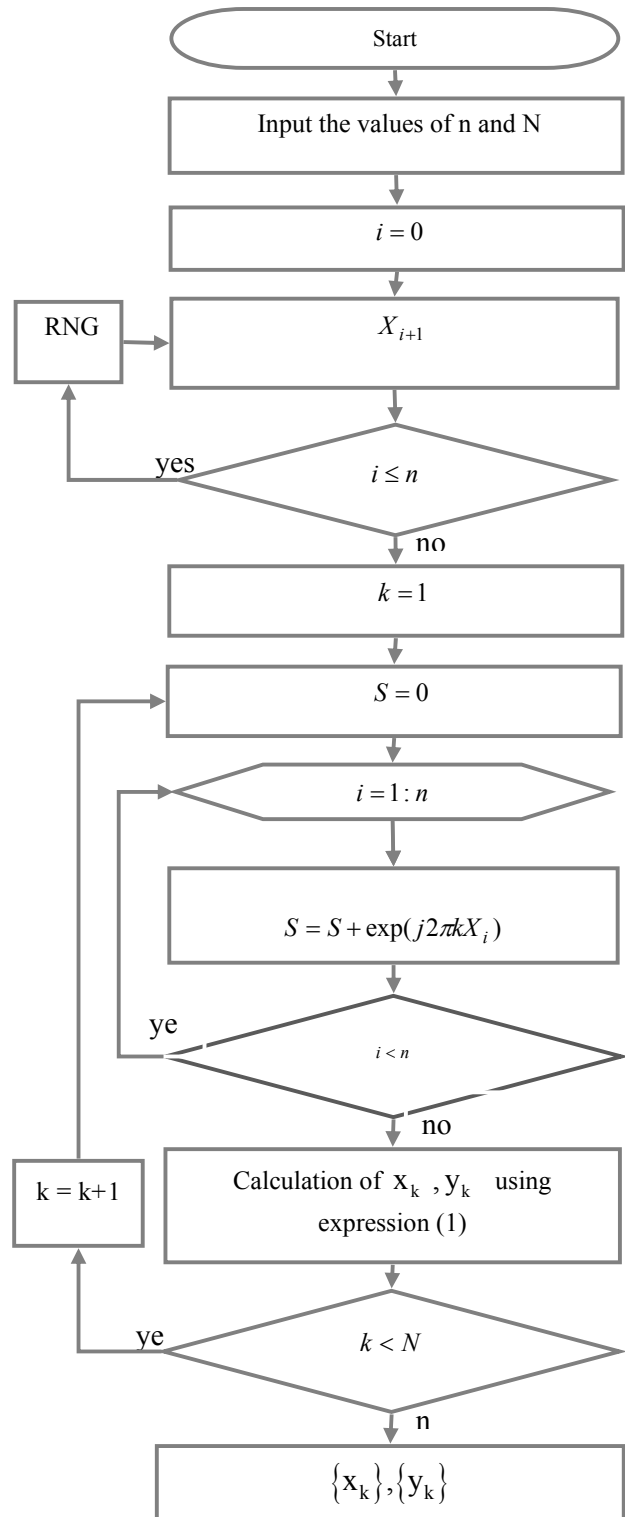 Start
Input the values of n and N
i = 0
RNG
X_{i+1}
yes
i ≤ n
no
k = 1
S = 0
i = 1 : n
S = S + exp(j2πkX_i)
ye
i < n
no
k = k+1
Calculation of x_k , y_k using
expression (1)
ye
k < N
n
{x_k},{y_k}